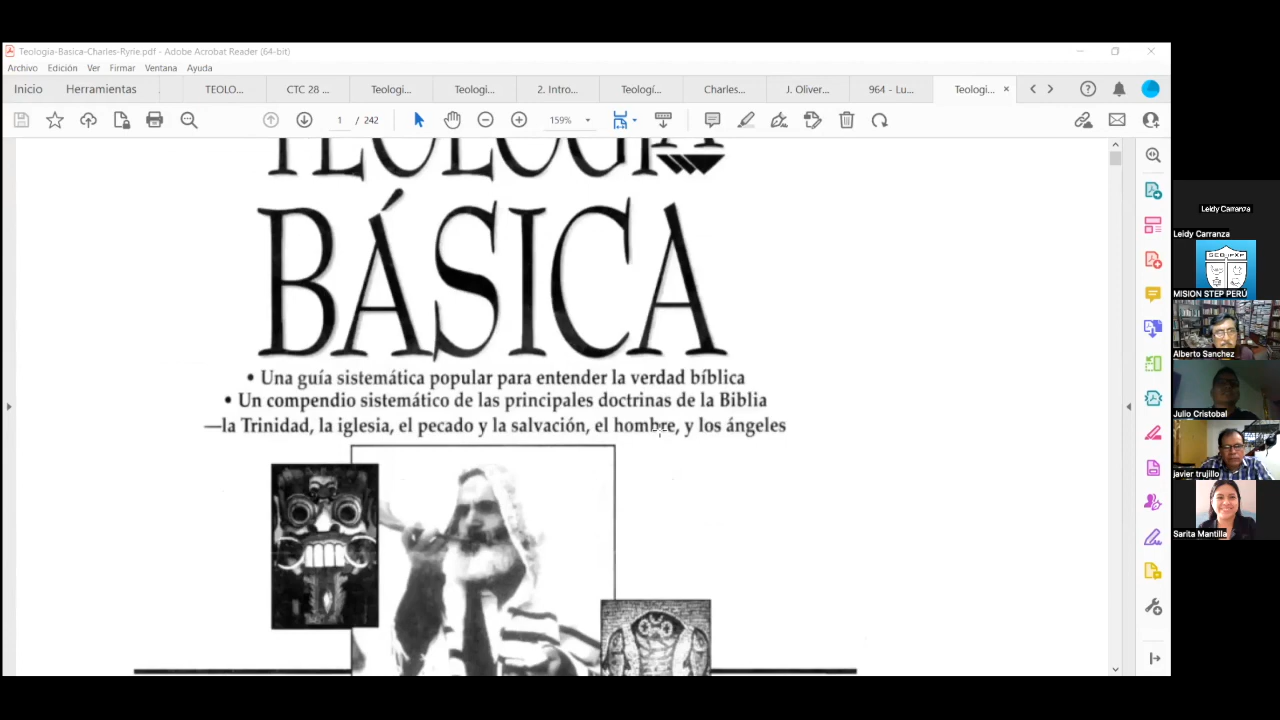 Teologia-Basica-Charles-Ryrie.pdf - Adobe Acrobat Reader (64-bit)
Archivo Edición Ver Firmar Ventana Ayuda
Inicio Herramientas TEOLO... CTC 28 ... Teologi... Teologi... 2. Intro... Teologí... Charles... J. Oliver... 964 - Lu... Teologi...
1 / 242 159%
TEOLOGÍA
BÁSICA
• Una guía sistemática popular para entender la verdad bíblica
• Un compendio sistemático de las principales doctrinas de la Biblia
—la Trinidad, la iglesia, el pecado y la salvación, el hombre, y los ángeles
Leidy Carranza
Leidy Carranza
MISION STEP PERÚ
Alberto Sanchez
Julio Cristobal
javier trujillo
Sarita Mantilla